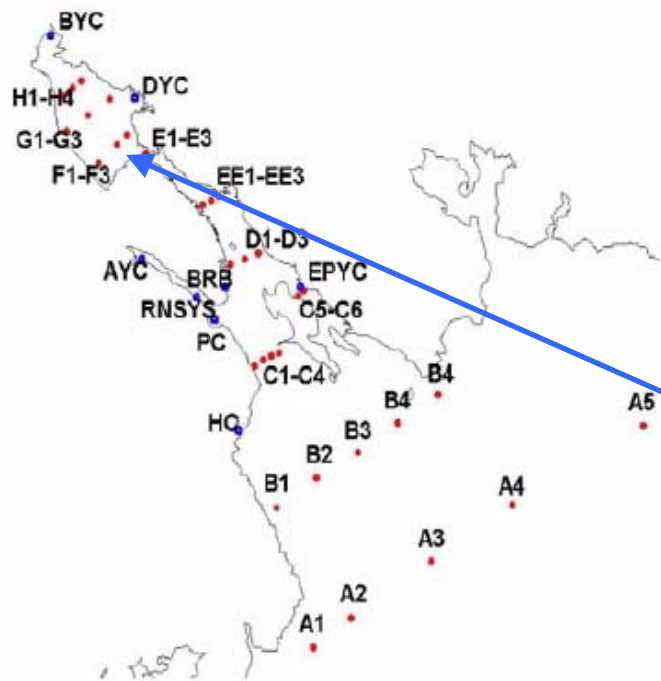 BYC
DYC
H1-H4
G1-G3
E1-E3
F1-F3
EE1-EE3
D1-D3
AYC
BRB
EPYC
RNSYS
C5-C6
PC
C1-C4
B4
B4
A5
HC
B3
B2
B1
A4
A3
A2
A1